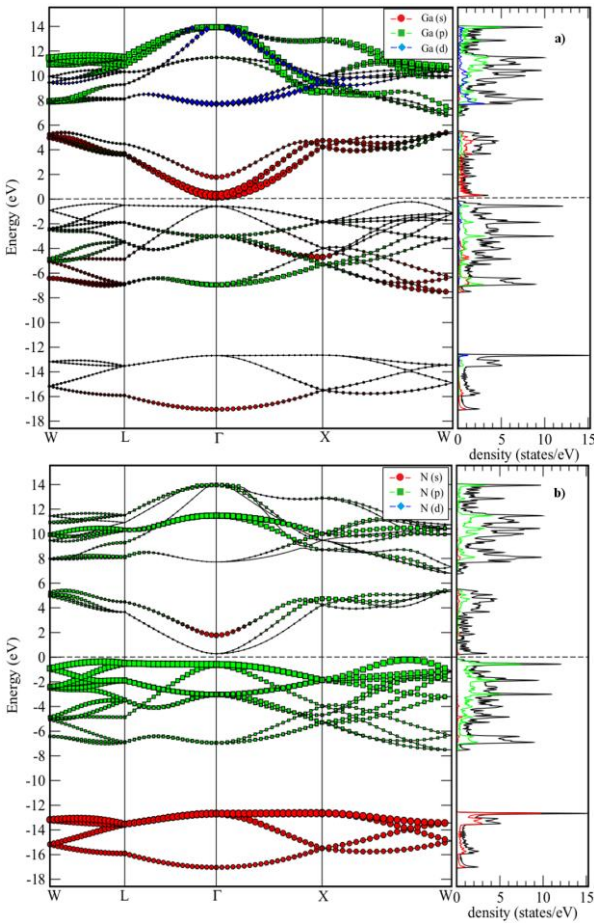 Ga (s)
Ga (p)
Ga (d)
a)
Energy (eV)
14
12
10
8
6
4
2
0
-2
-4
-6
-8
-10
-12
-14
-16
-18
W L Γ X W
0 5 10 15
density (states/eV)
N (s)
N (p)
N (d)
b)
Energy (eV)
14
12
10
8
6
4
2
0
-2
-4
-6
-8
-10
-12
-14
-16
-18
W L Γ X W
0 5 10 15
density (states/eV)